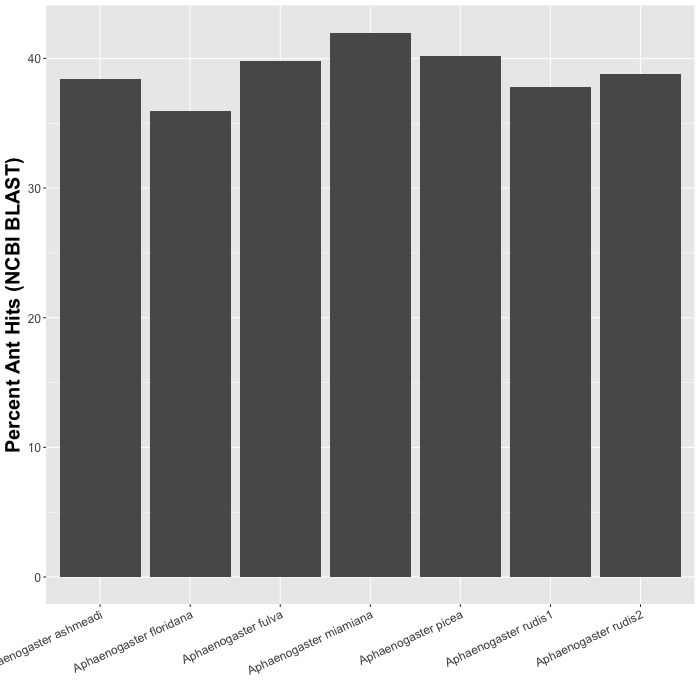 Percent Ant Hits (NCBI BLAST)
40
30
20
10
0
aenogaster ashmeadi
Aphaenogaster floridana
Aphaenogaster fulva
Aphaenogaster miamiana
Aphaenogaster picea
Aphaenogaster rudis1
Aphaenogaster rudis2